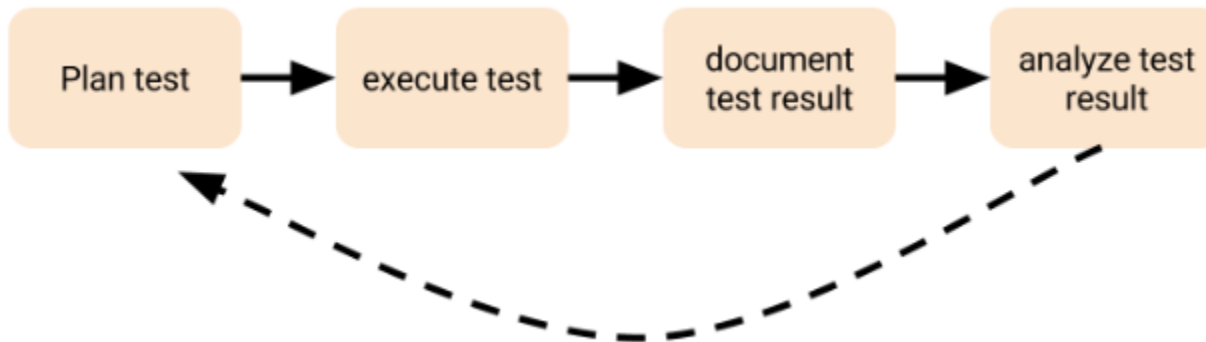 Plan test
execute test
document
test result
analyze test
result